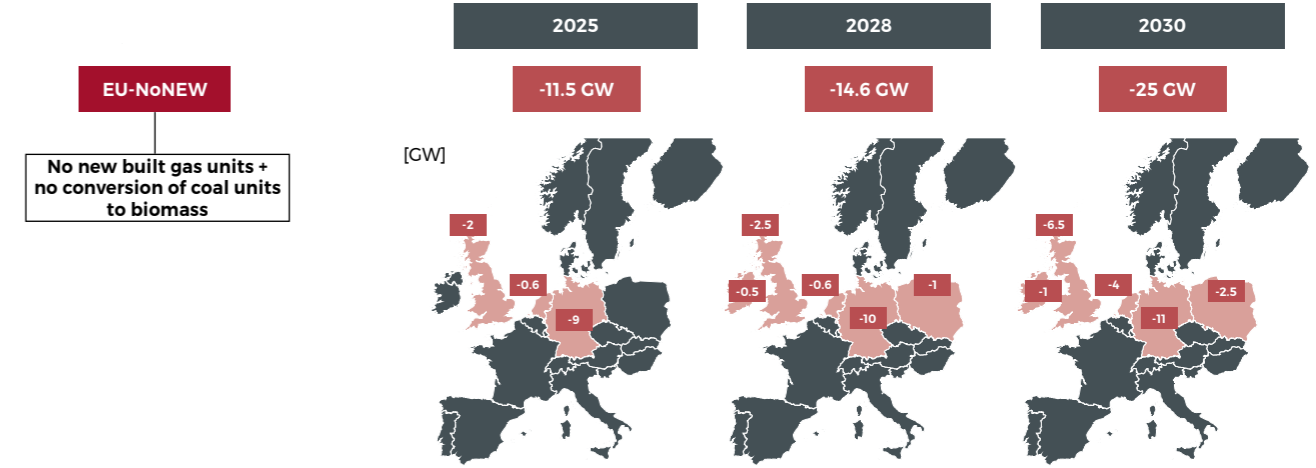 2025
2028
2030
EU-NoNEW
-11.5 GW
-14.6 GW
-25 GW
No new built gas units +
no conversion of coal units
to biomass
[GW]
-2
-0.6
-9
-2.5
-0.5
-0.6
-1
-10
-6.5
-1
-4
-2.5
-11